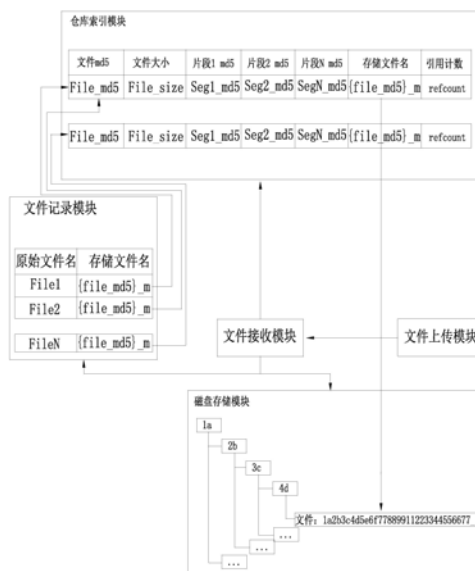 仓库索引模块
文件md5 文件大小 片段1 md5 片段2 md5 片段N md5 存储文件名 引用计数
File_md5 File_size Seg1_md5 Seg2_md5 SegN_md5 {file_md5}_m refcount
File_md5 File_size Seg1_md5 Seg2_md5 SegN_md5 {file_md5}_m refcount
文件记录模块
原始文件名 存储文件名
File1 {file_md5}_m
File2 {file_md5}_m
FileN {file_md5}_m
文件接收模块 文件上传模块
磁盘存储模块
1a
2b
3c
4d
文件：1a2b3c4d5e6f77889911223344556677_
...
...
...